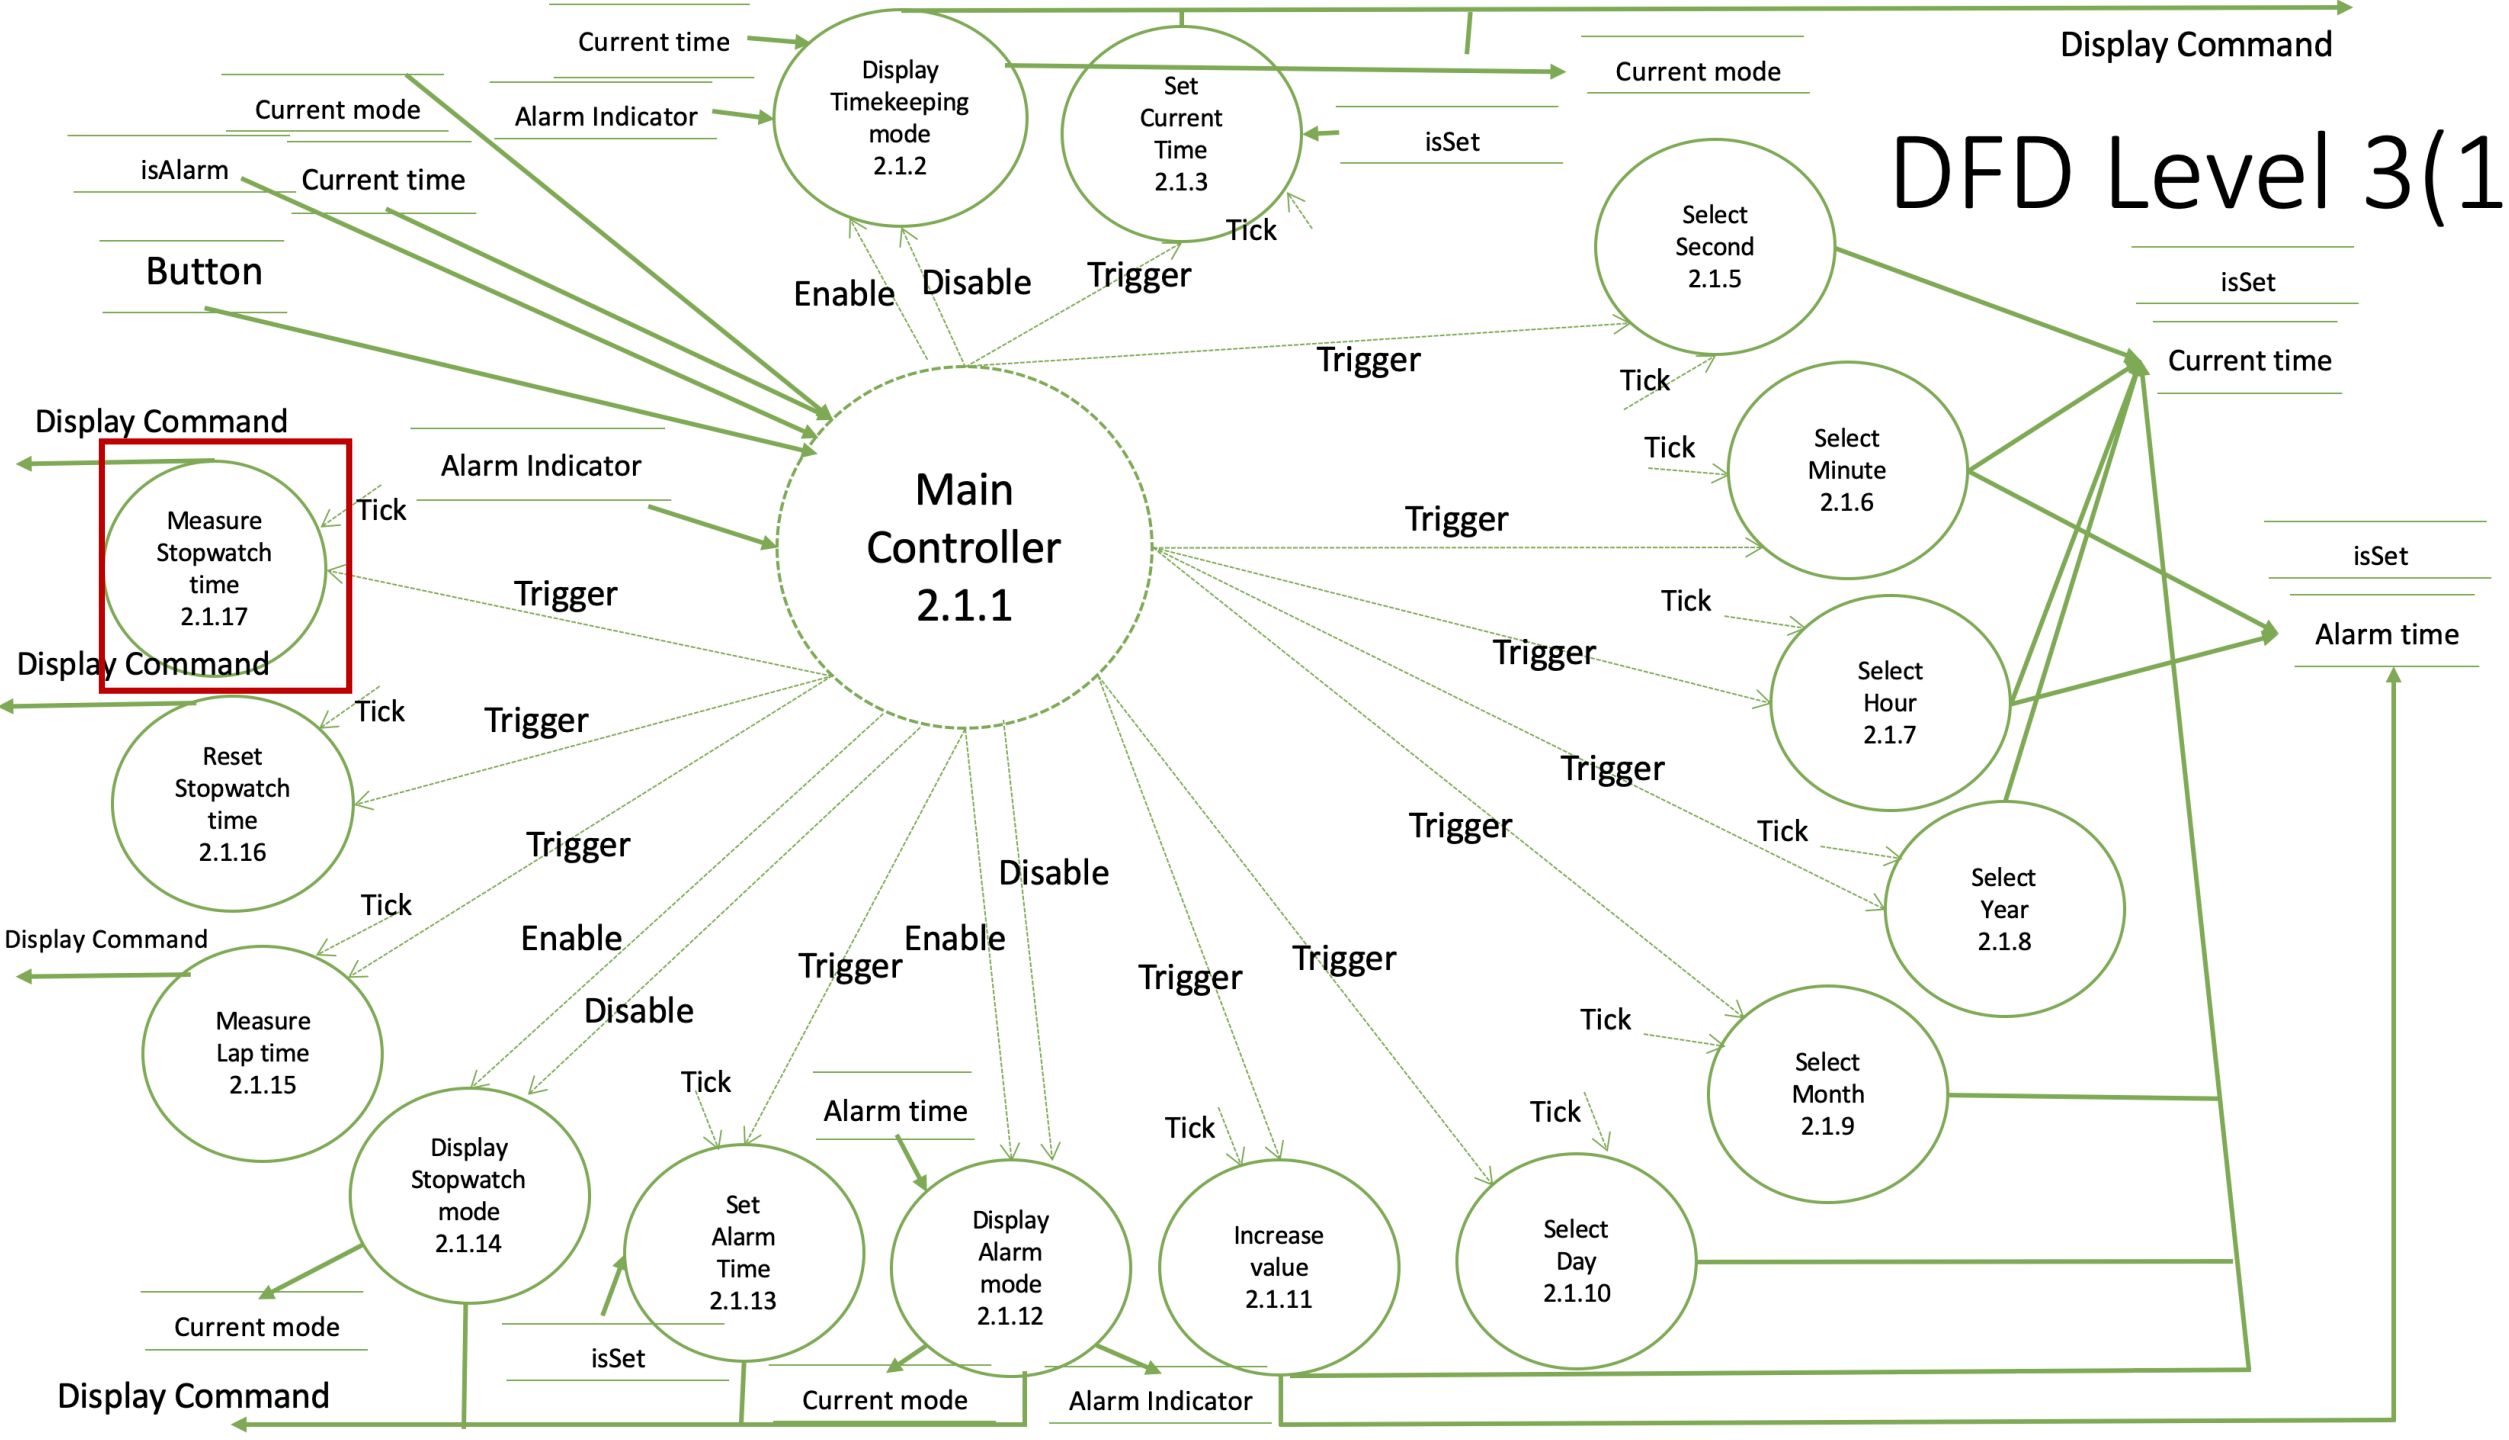 Current time
Display Command
Current mode
Display
Timekeeping
mode
2.1.2
Set
Current
Time
2.1.3
Current mode
Alarm Indicator
isSet
DFD Level 3(1
isAlarm
Current time
Tick
Select
Second
2.1.5
Button
Enable
Disable
Trigger
isSet
Trigger
Current time
Tick
Display Command
Alarm Indicator
Main
Controller
2.1.1
Tick
Select
Minute
2.1.6
Measure
Stopwatch
time
2.1.17
Tick
Trigger
isSet
Trigger
Tick
Alarm time
Display Command
Trigger
Select
Hour
2.1.7
Tick
Trigger
Reset
Stopwatch
time
2.1.16
Trigger
Trigger
Trigger
Tick
Select
Year
2.1.8
Disable
Tick
Display Command
Enable
Trigger
Enable
Trigger
Trigger
Measure
Lap time
2.1.15
Disable
Tick
Select
Month
2.1.9
Tick
Alarm time
Tick
Tick
Display
Stopwatch
mode
2.1.14
Set
Alarm
Time
2.1.13
Display
Alarm
mode
2.1.12
Increase
value
2.1.11
Select
Day
2.1.10
Current mode
isSet
Display Command
Current mode
Alarm Indicator